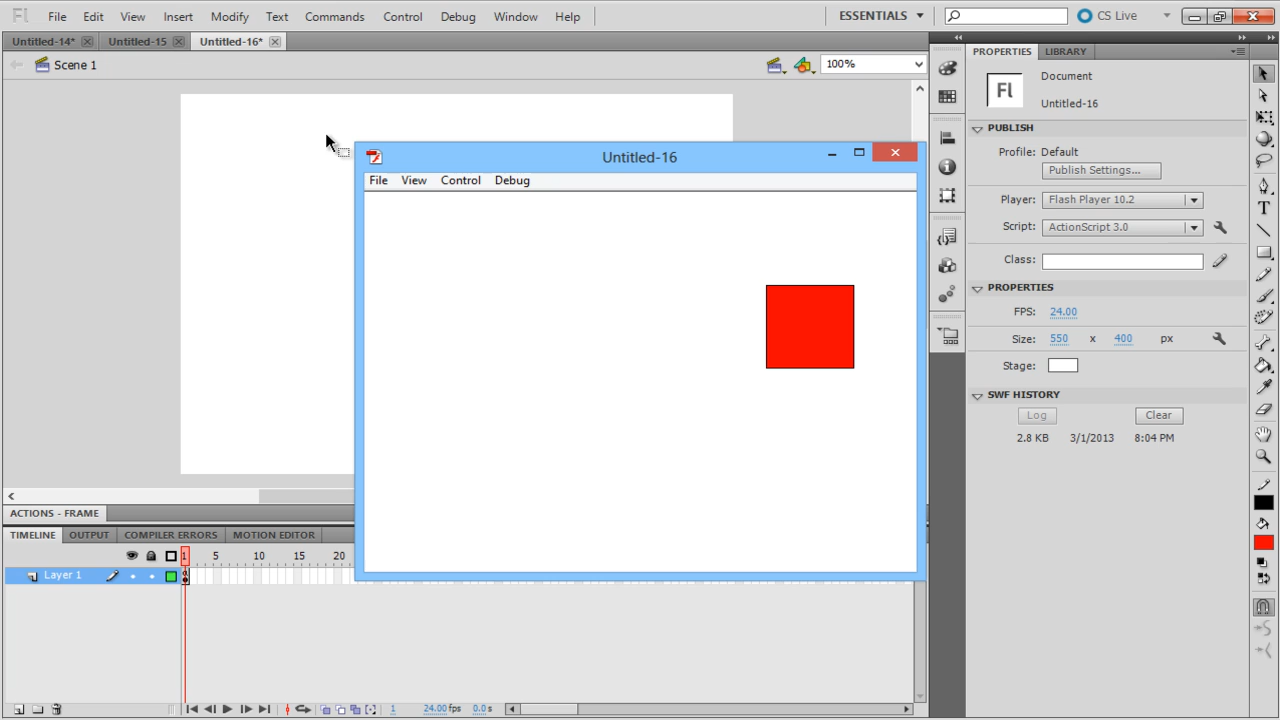 Fl File Edit View Insert Modify Text Commands Control Debug Window Help ESSENTIALS CS Live
Untitled-14* Untitled-15 Untitled-16*
Scene 1 100%
Untitled-16
File View Control Debug
ACTIONS - FRAME
TIMELINE OUTPUT COMPILER ERRORS MOTION EDITOR
1 5 10 15 20
Layer 1
1 24.00 fps 0.0 s
PROPERTIES LIBRARY
Fl Document
Untitled-16
PUBLISH
Profile: Default
Publish Settings...
Player: Flash Player 10.2
Script: ActionScript 3.0
Class:
PROPERTIES
FPS: 24.00
Size: 550 x 400 px
Stage:
SWF HISTORY
Log Clear
2.8 KB 3/1/2013 8:04 PM
T